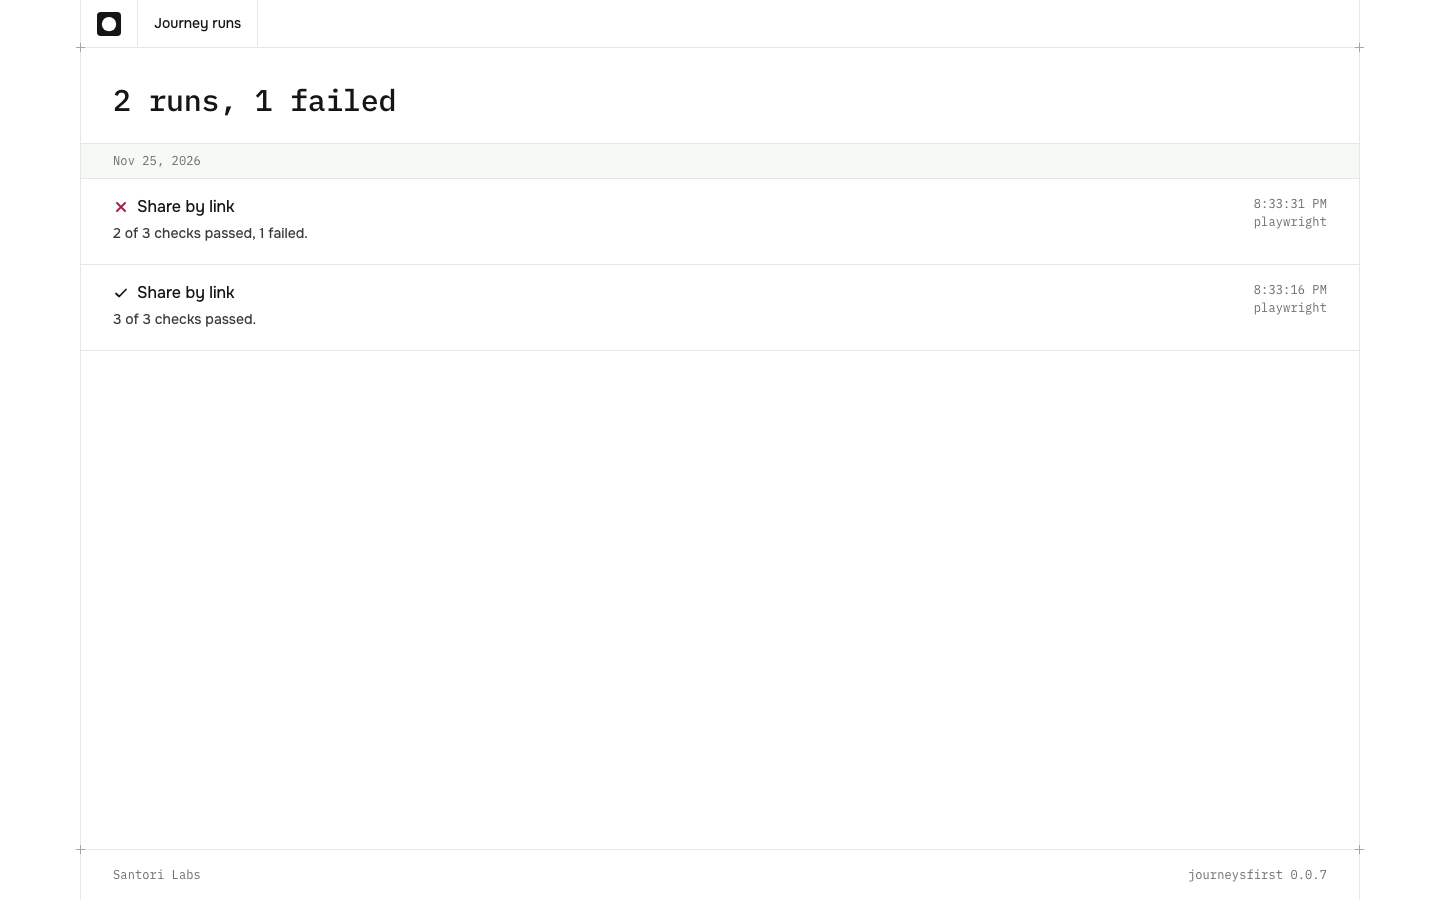 Journey runs
2 runs, 1 failed
Nov 25, 2026
Share by link
8:33:31 PM
2 of 3 checks passed, 1 failed.
playwright
Share by link
8:33:16 PM
3 of 3 checks passed.
playwright
Santori Labs
journeysfirst 0.0.7